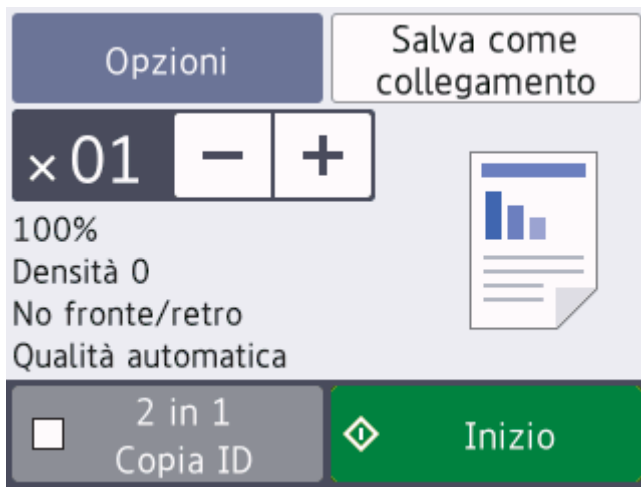 Opzioni
Salva come
collegamento
×01 − +
100%
Densità 0
No fronte/retro
Qualità automatica
2 in 1
Copia ID
Inizio